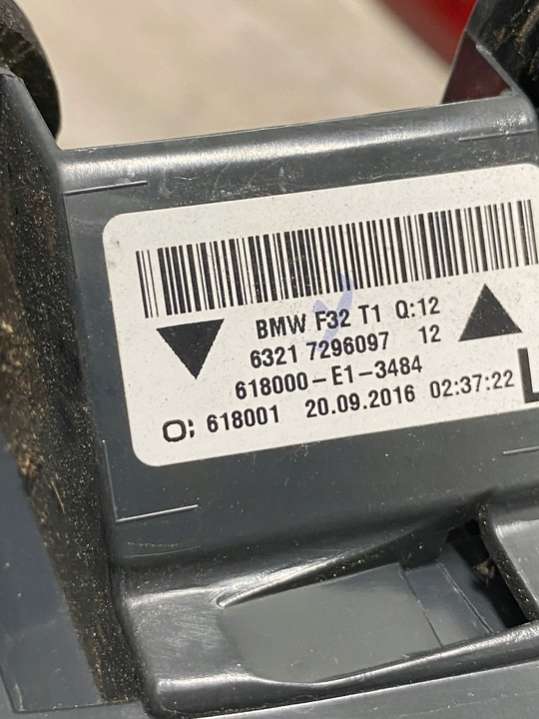 BMW F32 T1 Q:12
6321 7296097 12
618000-E1-3484
O; 618001 20.09.2016 02:37:22 L